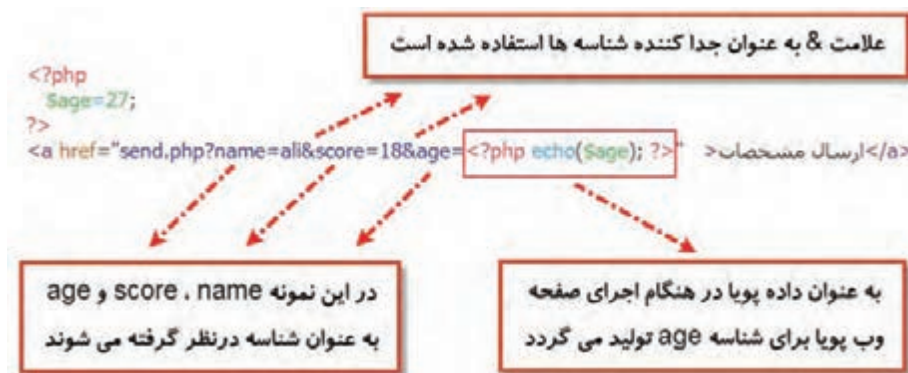 علامت & به عنوان جدا کننده شناسه ها استفاده شده است
<?php
$age=27;
?>
<a href="send.php?name=ali&score=18&age=<?php echo($age); ?>" >ارسال مشخصات</a>
در این نمونه score ، name و age
به عنوان شناسه درنظر گرفته می شوند
به عنوان داده پویا در هنگام اجرای صفحه
وب پویا برای شناسه age تولید می گردد